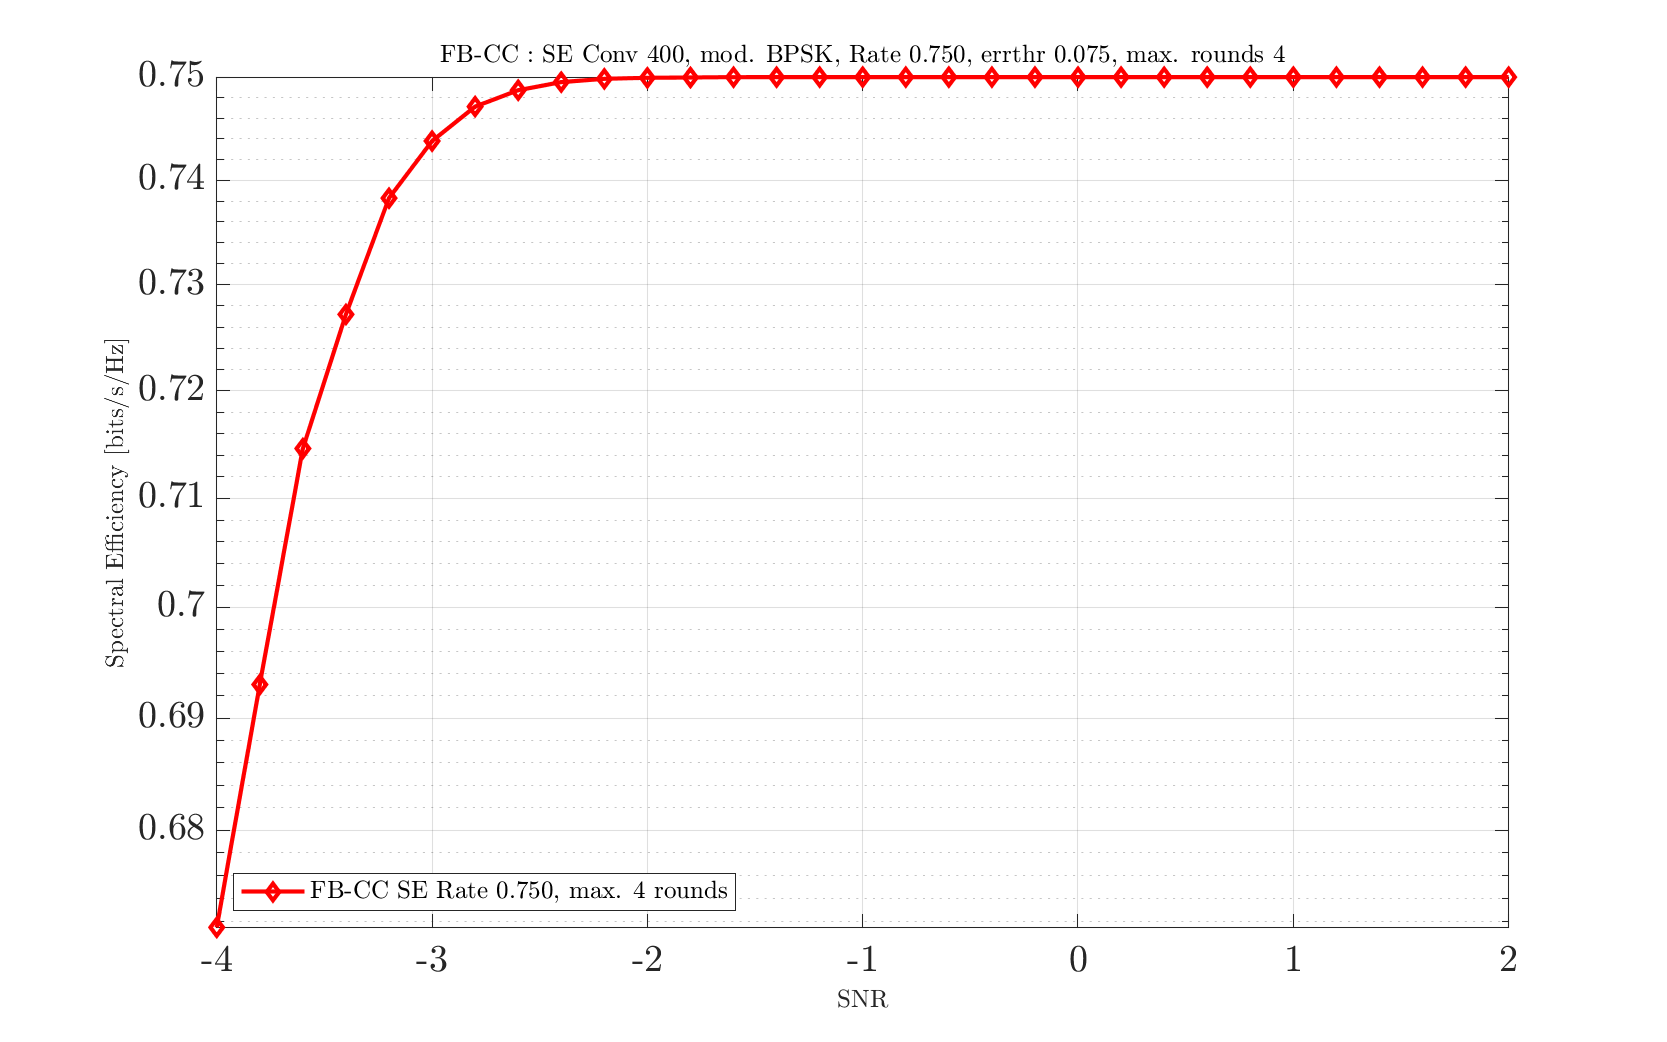 FB-CC : SE Conv 400, mod. BPSK, Rate 0.750, errthr 0.075, max. rounds 4
0.75
0.74
0.73
0.72
0.71
0.7
0.69
0.68
Spectral Efficiency [bits/s/Hz]
FB-CC SE Rate 0.750, max. 4 rounds
-4 -3 -2 -1 0 1 2
SNR